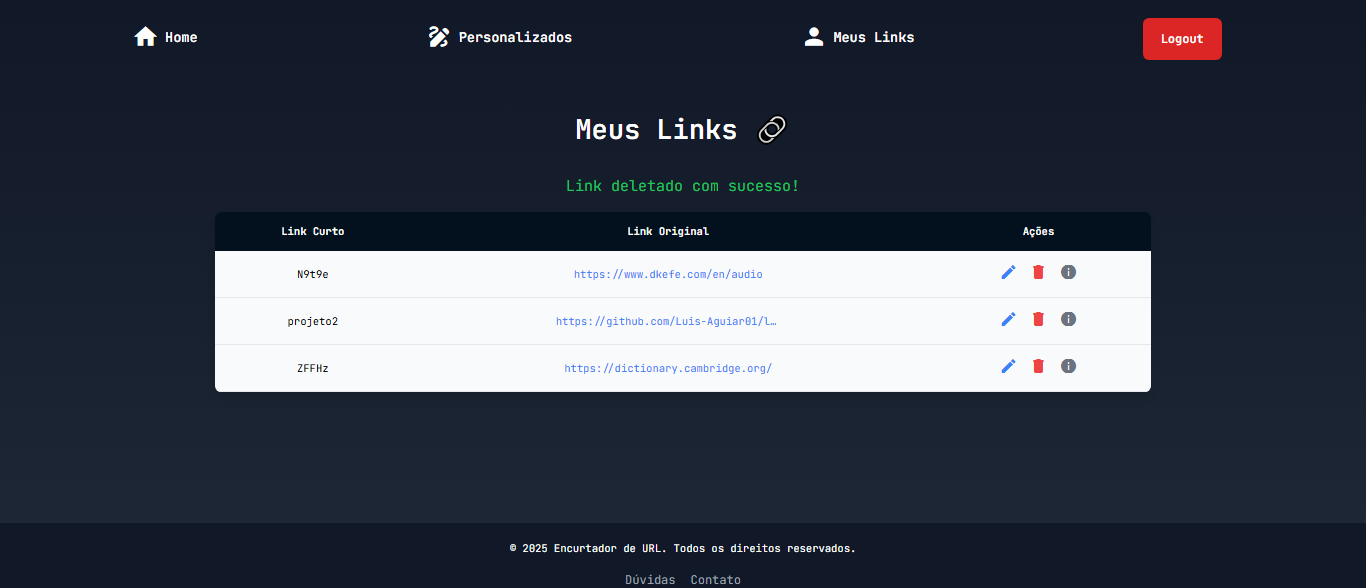 Home Personalizados Meus Links Logout
Meus Links
Link deletado com sucesso!
Link Curto Link Original Ações
N9t9e https://www.dkefe.com/en/audio
projeto2 https://github.com/Luis-Aguiar01/l…
ZFFHz https://dictionary.cambridge.org/
© 2025 Encurtador de URL. Todos os direitos reservados.
Dúvidas Contato